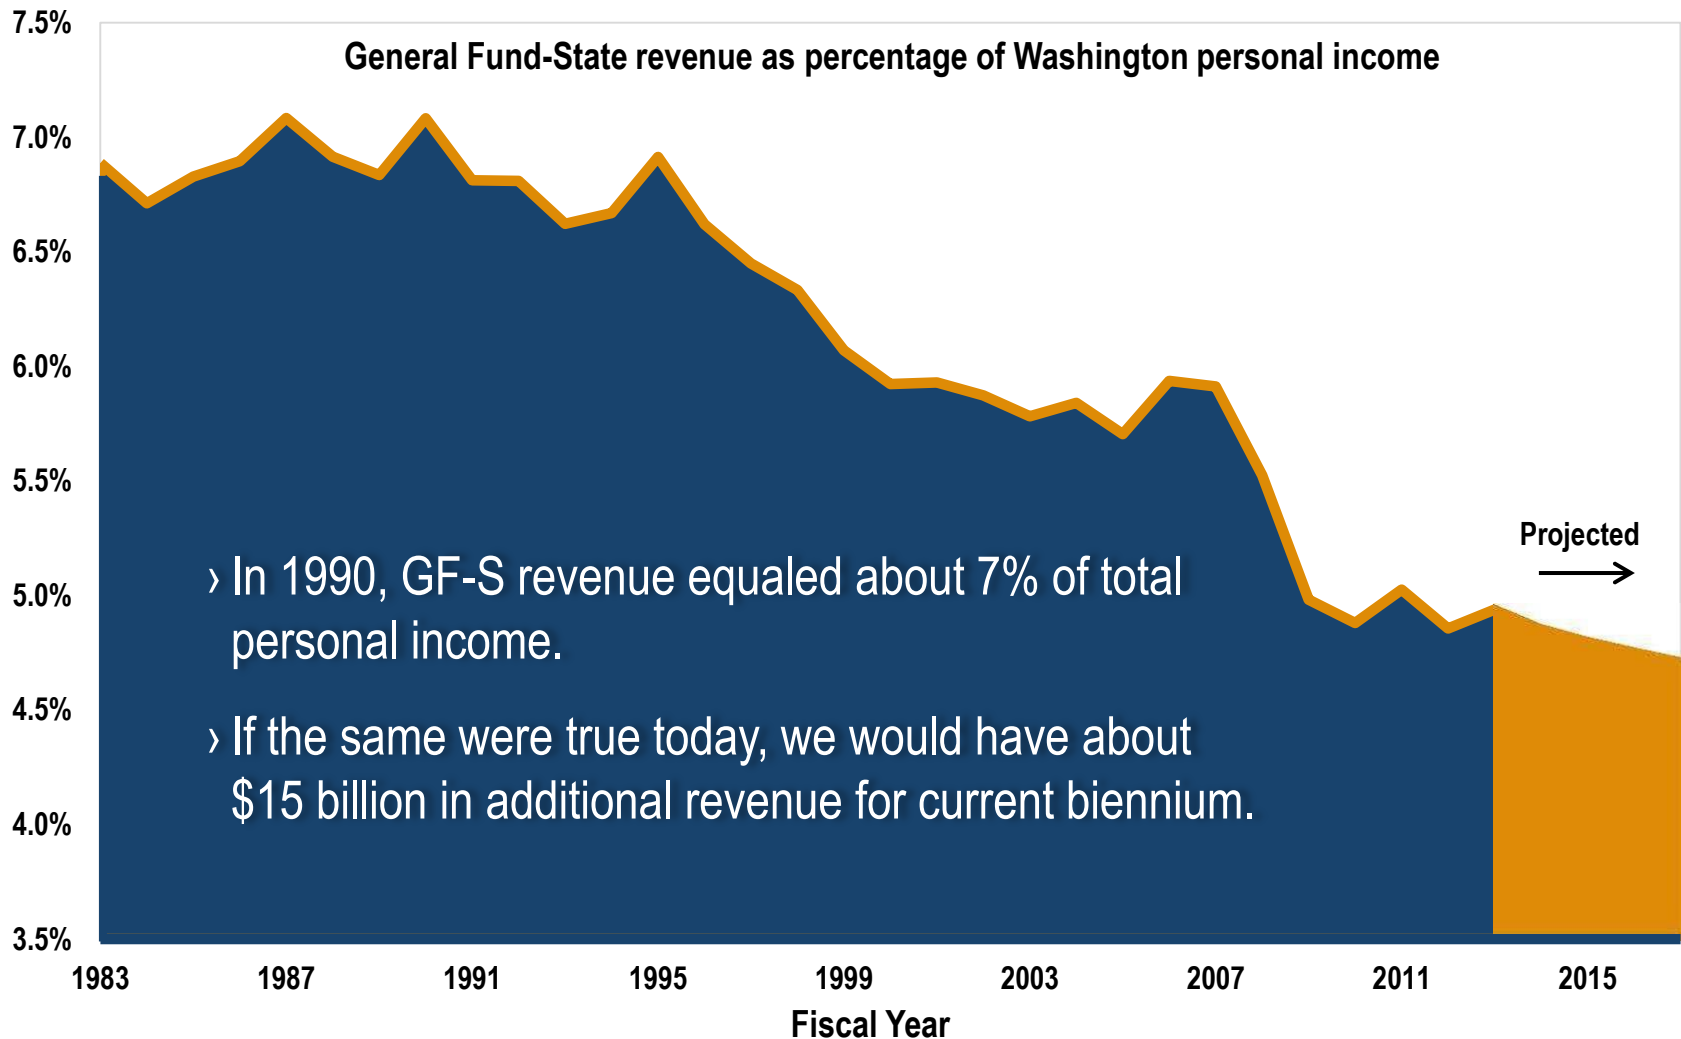 General Fund-State revenue as percentage of Washington personal income
7.5%
7.0%
6.5%
6.0%
5.5%
5.0%
4.5%
4.0%
3.5%
Projected
› In 1990, GF-S revenue equaled about 7% of total
personal income.
› If the same were true today, we would have about
$15 billion in additional revenue for current biennium.
1983 1987 1991 1995 1999 2003 2007 2011 2015
Fiscal Year